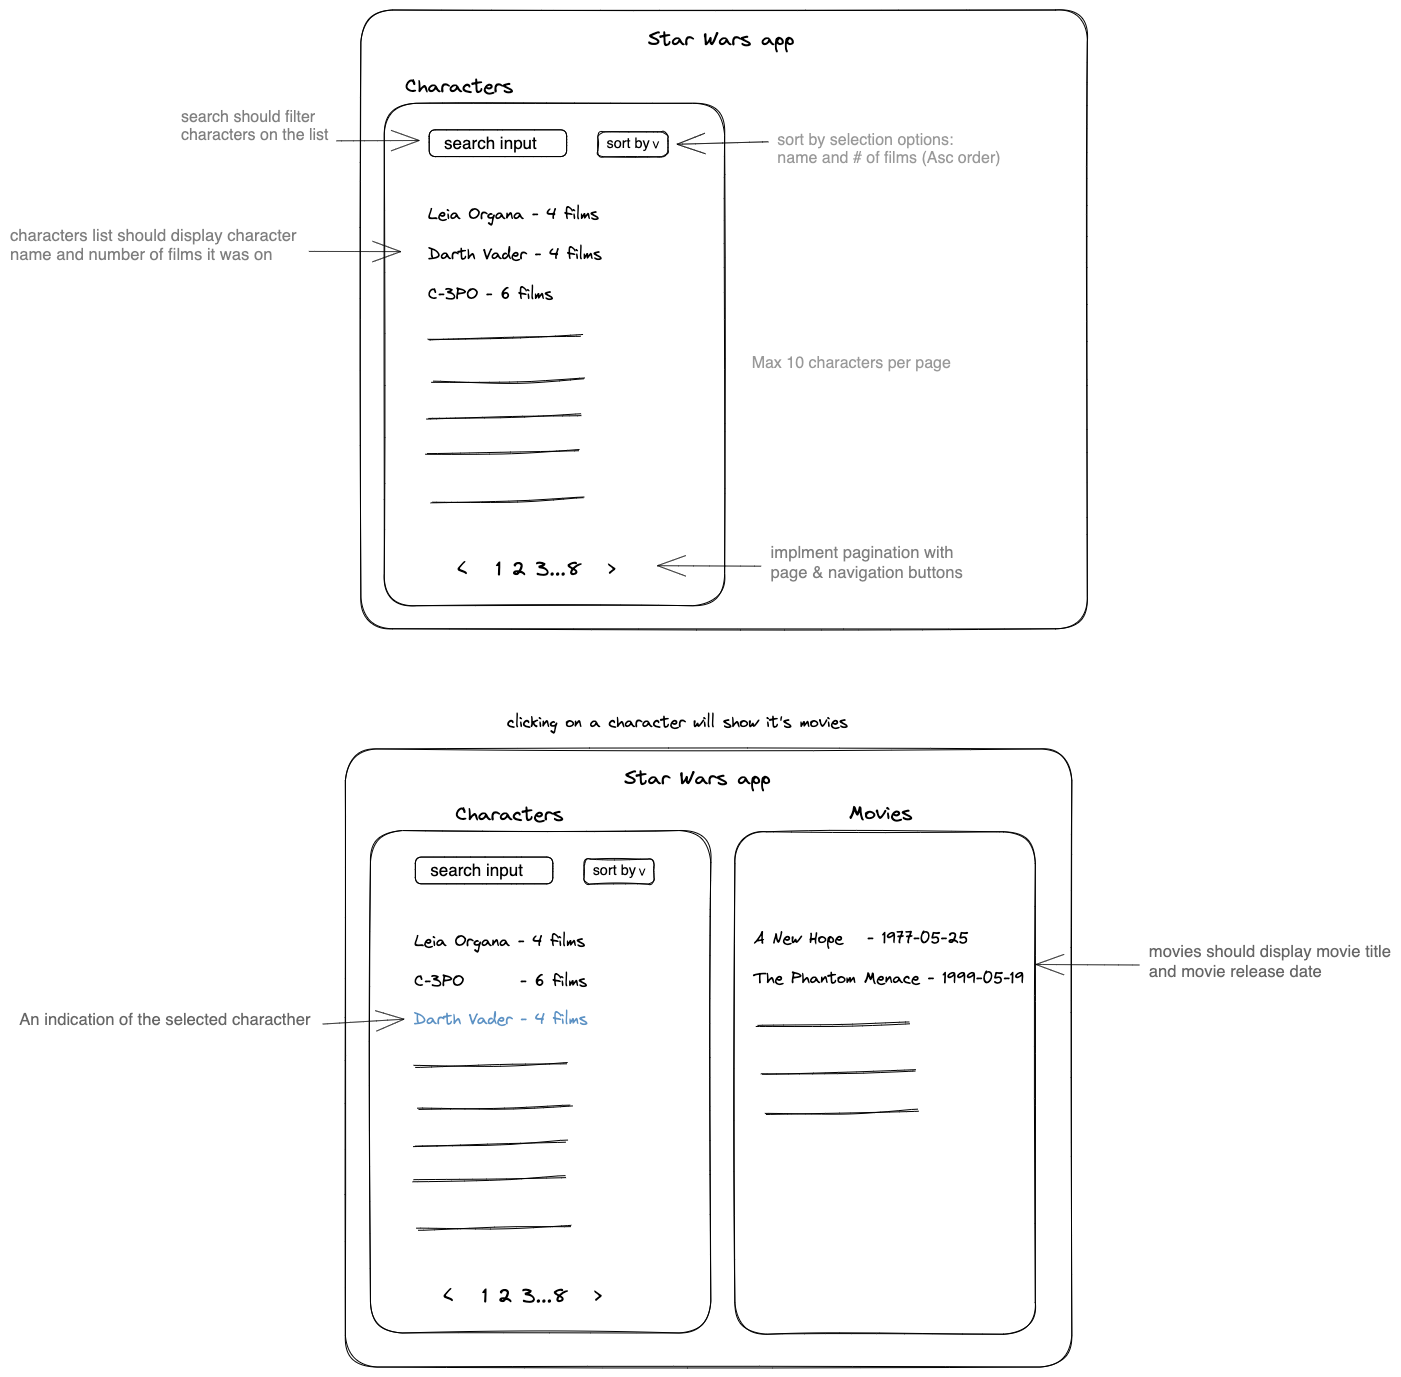 Star Wars app
Characters
search should filter
characters on the list
search input
sort by v
sort by selection options:
name and # of films (Asc order)
Leia Organa - 4 films
characters list should display character
name and number of films it was on
Darth Vader - 4 films
C-3PO - 6 films
Max 10 characters per page
implment pagination with
page & navigation buttons
< 1 2 3...8 >
clicking on a character will show it's movies
Star Wars app
Characters
Movies
search input
sort by v
Leia Organa - 4 films
C-3PO - 6 films
An indication of the selected characther
Darth Vader - 4 films
A New Hope - 1977-05-25
The Phantom Menace - 1999-05-19
movies should display movie title
and movie release date
< 1 2 3...8 >